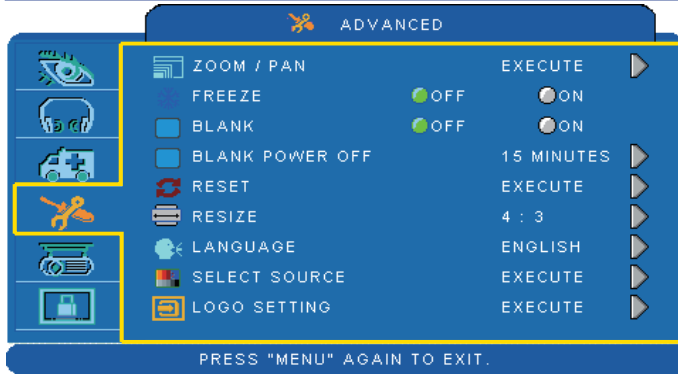 ADVANCED
ZOOM / PAN EXECUTE
FREEZE OFF ON
BLANK OFF ON
BLANK POWER OFF 15 MINUTES
RESET EXECUTE
RESIZE 4 : 3
LANGUAGE ENGLISH
SELECT SOURCE EXECUTE
LOGO SETTING EXECUTE
PRESS "MENU" AGAIN TO EXIT.